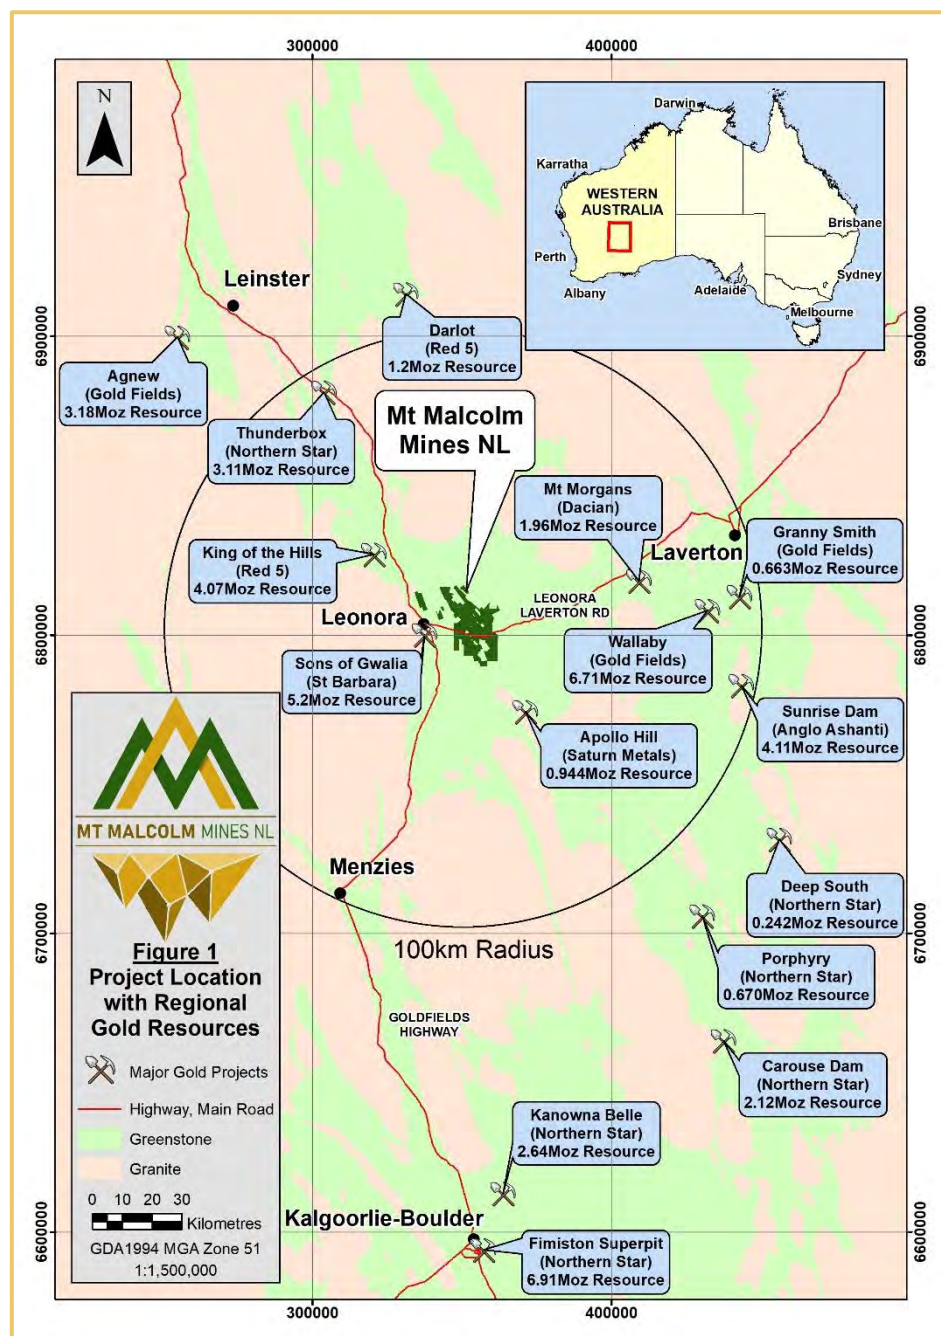 300000
400000
N
Darwin
Karratha
WESTERN
AUSTRALIA
Brisbane
Perth
Sydney
Albany
Adelaide
Melbourne
Leinster
6900000
6900000
Darlot
(Red 5)
1.2Moz Resource
Agnew
(Gold Fields)
3.18Moz Resource
Thunderbox
(Northern Star)
3.11Moz Resource
Mt Malcolm
Mines NL
Mt Morgans
(Dacian)
1.96Moz Resource
Laverton
Granny Smith
(Gold Fields)
0.663Moz Resource
King of the Hills
(Red 5)
4.07Moz Resource
LEONORA
LAVERTON RD
Leonora
6800000
6800000
Wallaby
(Gold Fields)
6.71Moz Resource
Sons of Gwalia
(St Barbara)
5.2Moz Resource
Sunrise Dam
(Anglo Ashanti)
4.11Moz Resource
Apollo Hill
(Saturn Metals)
0.944Moz Resource
MT MALCOLM MINES NL
Menzies
Deep South
(Northern Star)
0.242Moz Resource
6700000
6700000
100km Radius
Porphyry
(Northern Star)
0.670Moz Resource
GOLDFIELDS
HIGHWAY
Carouse Dam
(Northern Star)
2.12Moz Resource
Kanowna Belle
(Northern Star)
2.64Moz Resource
Kalgoorlie-Boulder
6600000
6600000
Fimiston Superpit
(Northern Star)
6.91Moz Resource
Figure 1
Project Location
with Regional
Gold Resources
Major Gold Projects
Highway, Main Road
Greenstone
Granite
0 5 10 20 30
Kilometres
GDA1994 MGA Zone 51
1:1,500,000
300000
400000